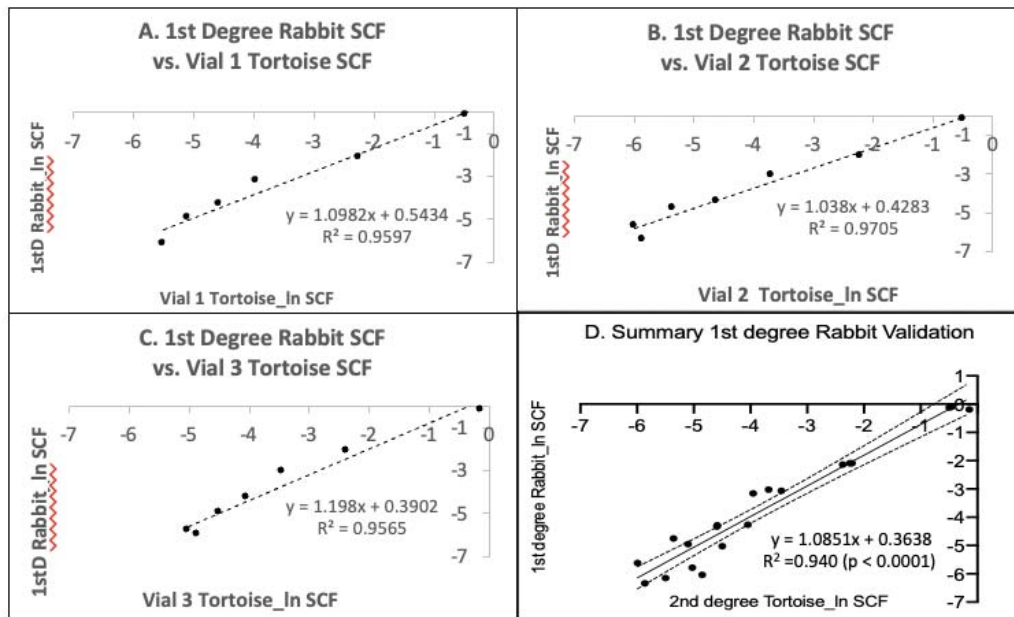 A. 1st Degree Rabbit SCF
vs. Vial 1 Tortoise SCF
-7 -6 -5 -4 -3 -2 -1 0
-1
-3
-5
-7
1stD Rabbit_ln SCF
y = 1.0982x + 0.5434
R² = 0.9597
Vial 1 Tortoise_ln SCF
B. 1st Degree Rabbit SCF
vs. Vial 2 Tortoise SCF
-7 -6 -5 -4 -3 -2 -1 0
-1
-3
-5
-7
1stD Rabbit_ln SCF
y = 1.038x + 0.4283
R² = 0.9705
Vial 2 Tortoise_ln SCF
C. 1st Degree Rabbit SCF
vs. Vial 3 Tortoise SCF
-7 -6 -5 -4 -3 -2 -1 0
-1
-3
-5
-7
1stD Rabbit_ln SCF
y = 1.198x + 0.3902
R² = 0.9565
Vial 3 Tortoise_ln SCF
D. Summary 1st degree Rabbit Validation
1
-7 -6 -5 -4 -3 -2 -1 0
-1
-2
-3
-4
-5
-6
-7
1st degree Rabbit_ln SCF
y = 1.0851x + 0.3638
R² =0.940 (p < 0.0001)
2nd degree Tortoise_ln SCF